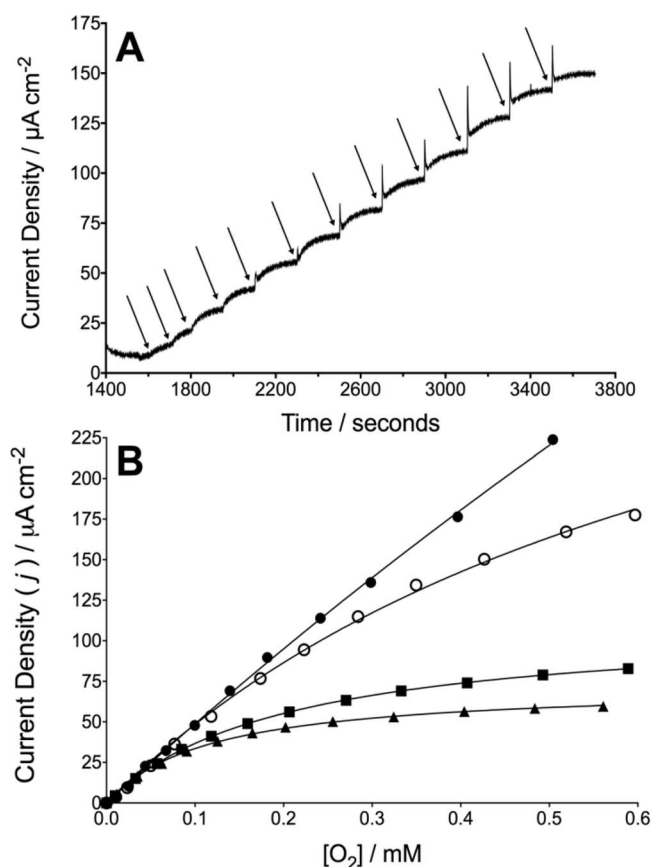 A
Current Density / µA cm-2
175
150
125
100
75
50
25
0
1400 1800 2200 2600 3000 3400 3800
Time / seconds
B
Current Density (j) / µA cm-2
225
200
175
150
125
100
75
50
25
0
0.0 0.1 0.2 0.3 0.4 0.5 0.6
[O2] / mM